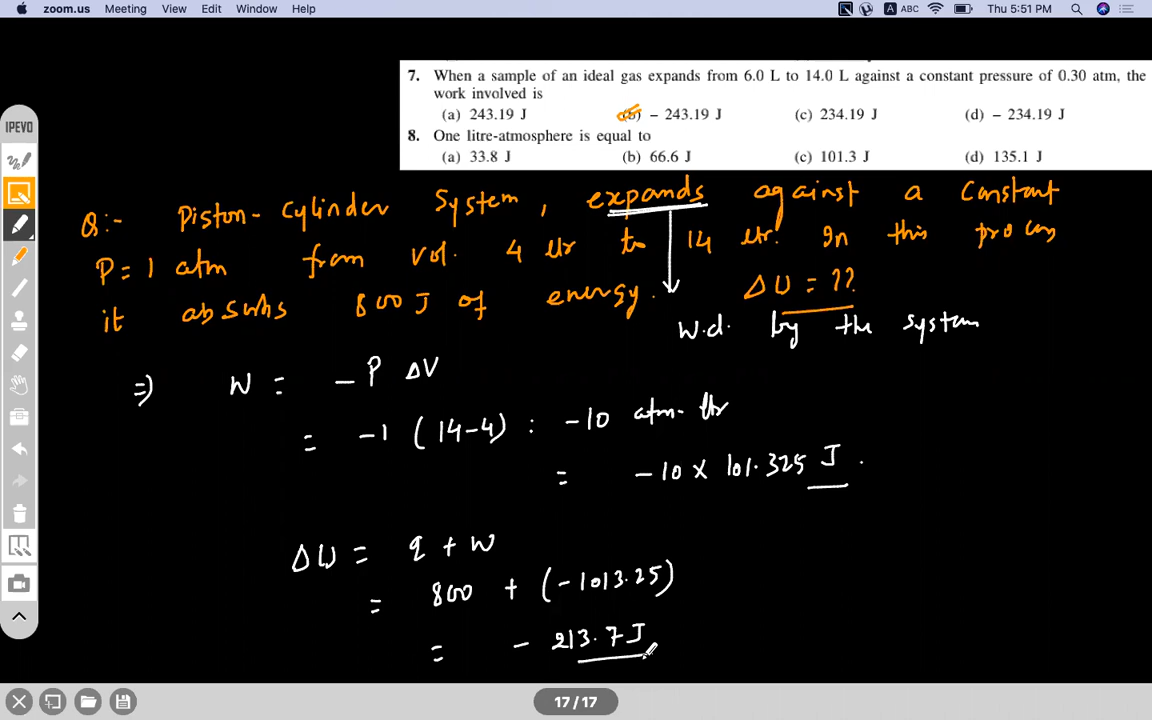 zoom.us Meeting View Edit Window Help A ABC Thu 5:51 PM
7. When a sample of an ideal gas expands from 6.0 L to 14.0 L against a constant pressure of 0.30 atm, the
work involved is
(a) 243.19 J (b) − 243.19 J (c) 234.19 J (d) − 234.19 J
8. One litre-atmosphere is equal to
(a) 33.8 J (b) 66.6 J (c) 101.3 J (d) 135.1 J
IPEVO
Q:- Piston-cylinder System, expands against a Constant
P = 1 atm from vol. 4 ltr to 14 ltr. In this process
it absorbs 800 J of energy. ΔU = ??
W.d. by the system
⇒ W = −P ΔV
= −1 (14−4) : −10 atm-ltr
= −10 × 101.325 J.
ΔU = q + W
= 800 + (−1013.25)
= − 213.7 J
17/17